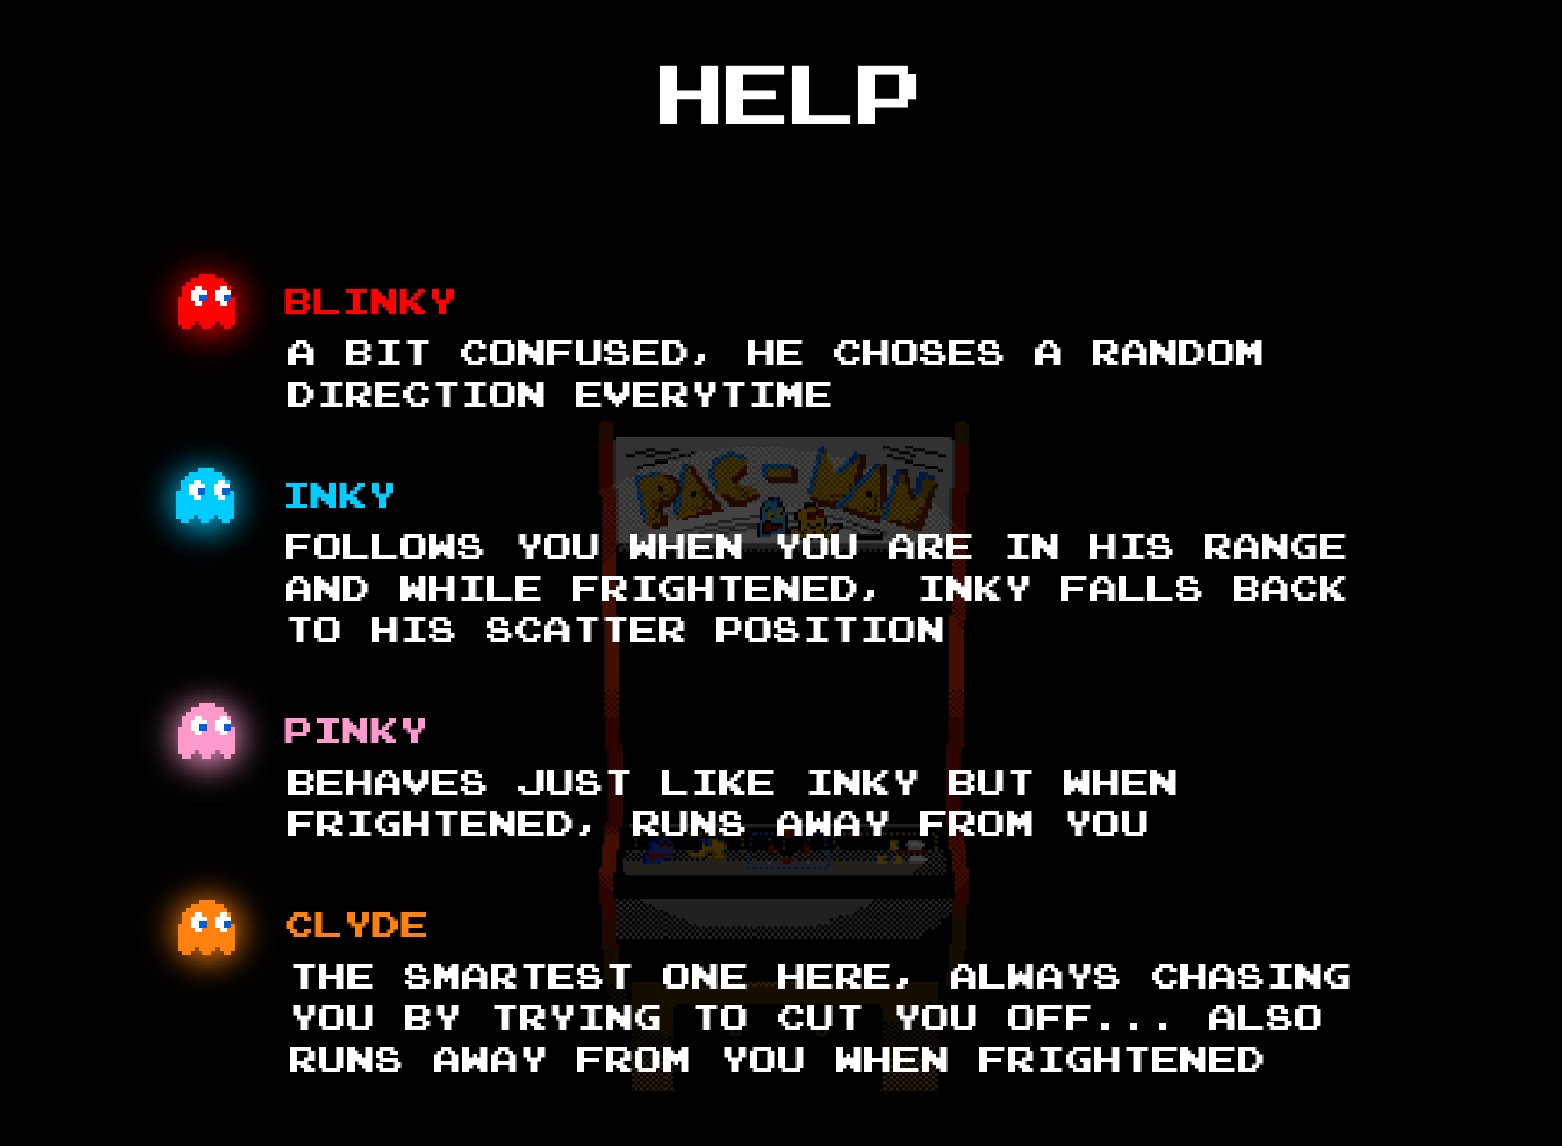 HELP
BLINKY
A BIT CONFUSED, HE CHOSES A RANDOM
DIRECTION EVERYTIME
PAC-MAN
INKY
FOLLOWS YOU WHEN YOU ARE IN HIS RANGE
AND WHILE FRIGHTENED, INKY FALLS BACK
TO HIS SCATTER POSITION
PINKY
BEHAVES JUST LIKE INKY BUT WHEN
FRIGHTENED, RUNS AWAY FROM YOU
CLYDE
THE SMARTEST ONE HERE, ALWAYS CHASING
YOU BY TRYING TO CUT YOU OFF... ALSO
RUNS AWAY FROM YOU WHEN FRIGHTENED